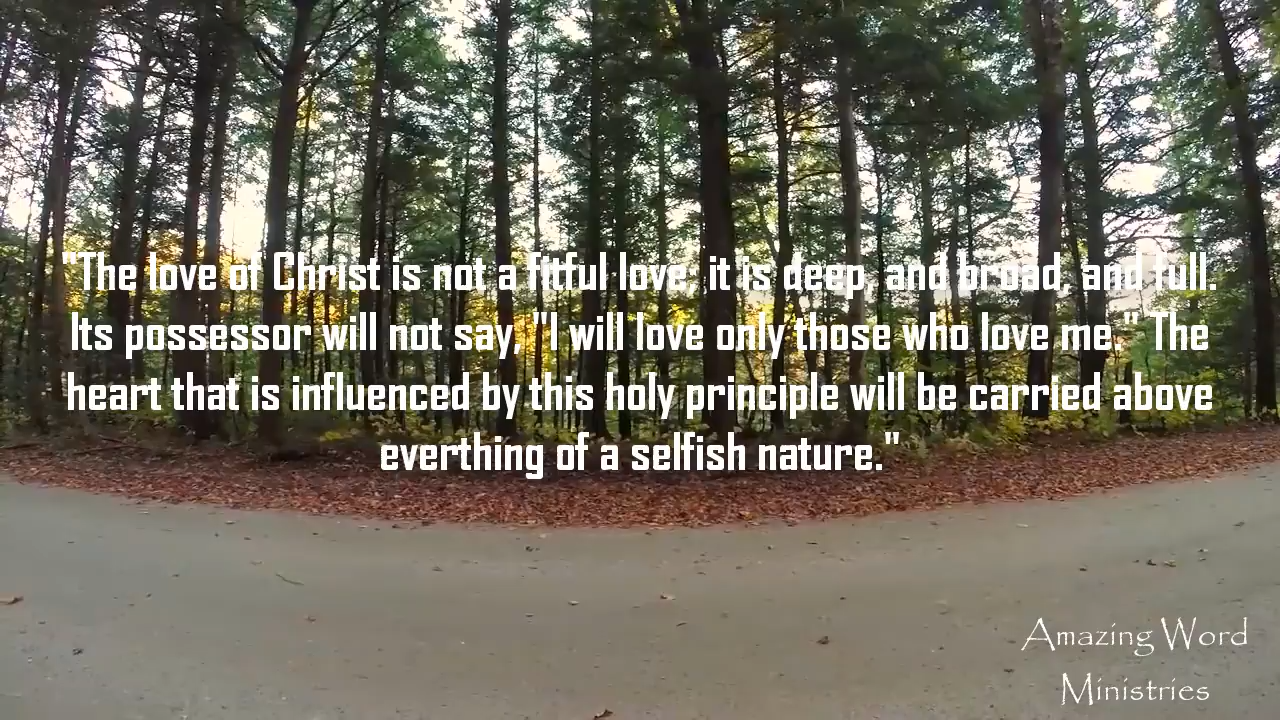 "The love of Christ is not a fitful love; it is deep, and broad, and full.
Its possessor will not say, "I will love only those who love me." The
heart that is influenced by this holy principle will be carried above
everthing of a selfish nature."
Amazing Word
Ministries